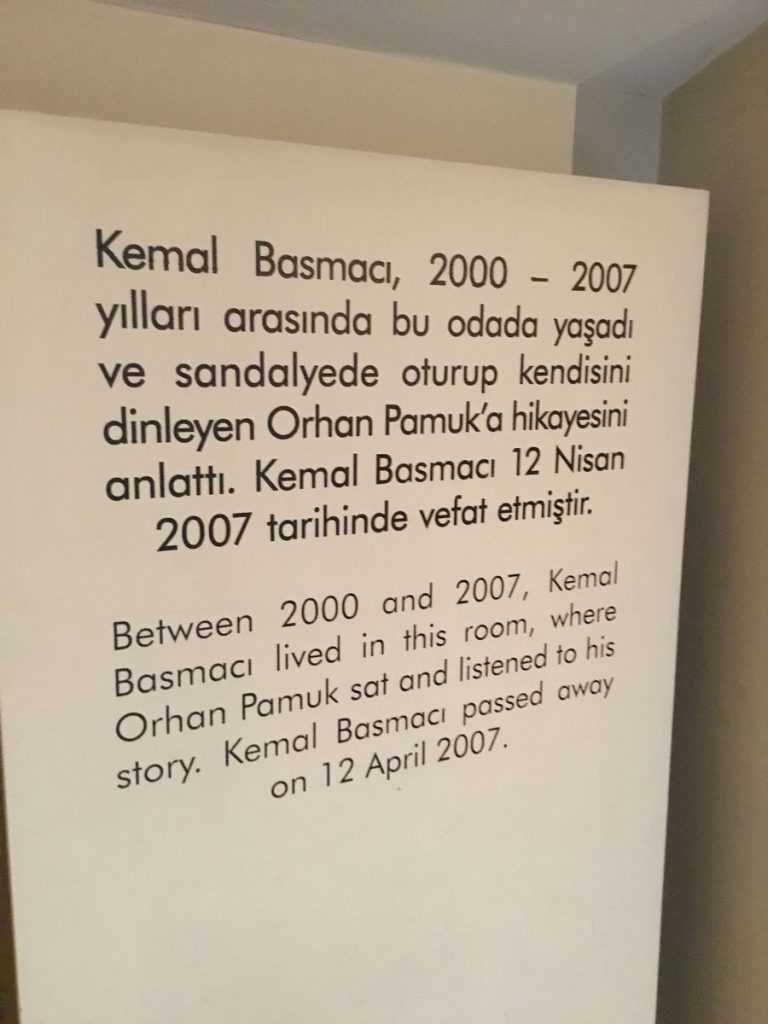 Kemal Basmacı, 2000 – 2007
yılları arasında bu odada yaşadı
ve sandalyede oturup kendisini
dinleyen Orhan Pamuk'a hikayesini
anlattı. Kemal Basmacı 12 Nisan
2007 tarihinde vefat etmiştir.
Between 2000 and 2007, Kemal
Basmacı lived in this room, where
Orhan Pamuk sat and listened to his
story. Kemal Basmacı passed away
on 12 April 2007.